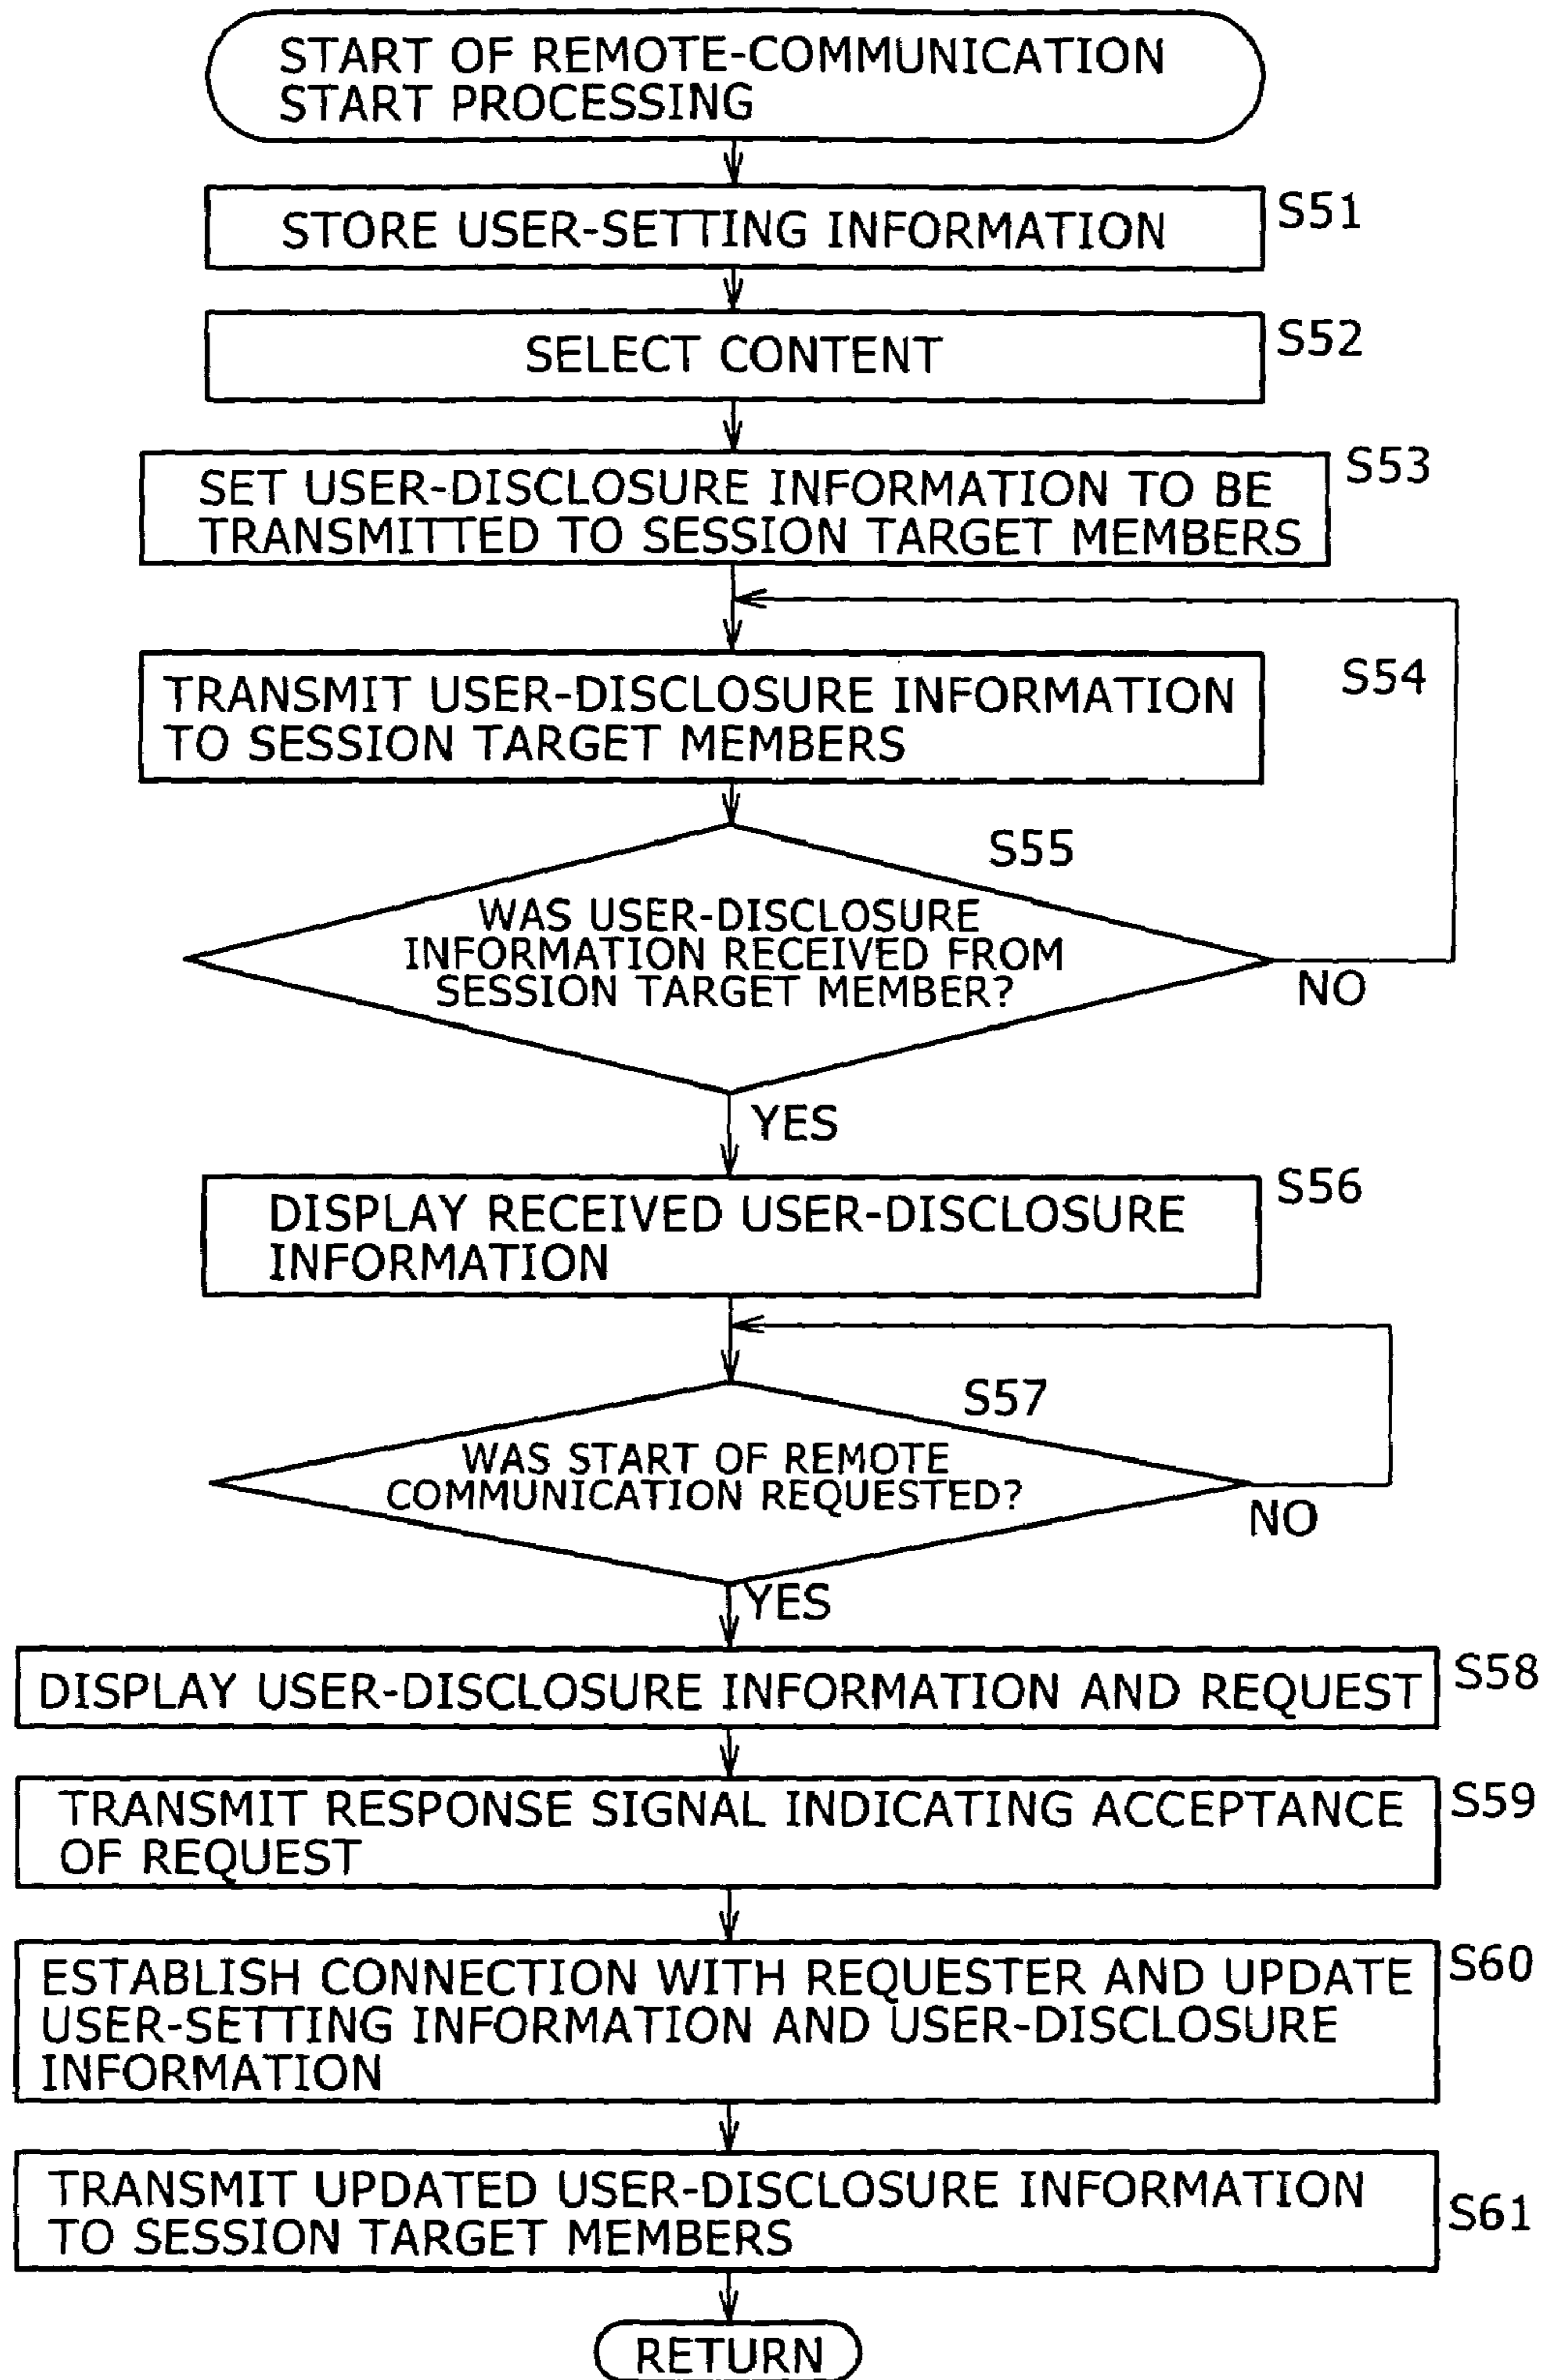 START OF REMOTE-COMMUNICATION
START PROCESSING
STORE USER-SETTING INFORMATION
S51
SELECT CONTENT
S52
SET USER-DISCLOSURE INFORMATION TO BE
TRANSMITTED TO SESSION TARGET MEMBERS
S53
TRANSMIT USER-DISCLOSURE INFORMATION
TO SESSION TARGET MEMBERS
S54
S55
WAS USER-DISCLOSURE
INFORMATION RECEIVED FROM
SESSION TARGET MEMBER?
NO
YES
DISPLAY RECEIVED USER-DISCLOSURE
INFORMATION
S56
S57
WAS START OF REMOTE
COMMUNICATION REQUESTED?
NO
YES
DISPLAY USER-DISCLOSURE INFORMATION AND REQUEST
S58
TRANSMIT RESPONSE SIGNAL INDICATING ACCEPTANCE
OF REQUEST
S59
ESTABLISH CONNECTION WITH REQUESTER AND UPDATE
USER-SETTING INFORMATION AND USER-DISCLOSURE
INFORMATION
S60
TRANSMIT UPDATED USER-DISCLOSURE INFORMATION
TO SESSION TARGET MEMBERS
S61
RETURN